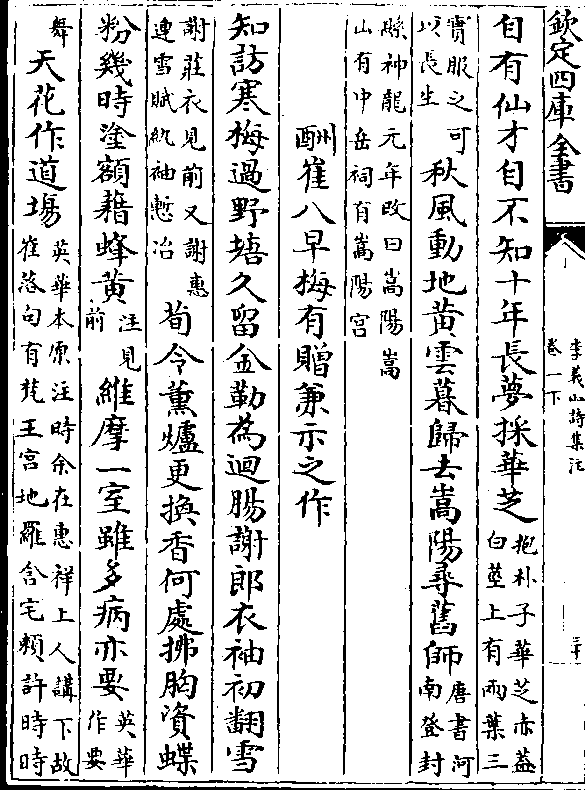 欽定四庫全書
李義山詩集注
卷一下
自有仙才自不知十年長夢採華芝抱朴子華芝赤蓋白莖上有兩葉三
實服之可以長生秋風動地黄雲暮歸去嵩陽尋舊師唐書河南登封
縣神龍元年改曰嵩陽嵩山有中岳祠有嵩陽宫
酬崔八早梅有贈兼示之作
知訪寒梅過野塘久留金勒為迴腸謝郎衣袖初翻雪
謝莊衣見前又謝惠連雪賦紈袖慙冶荀令薰爐更換香何處拂胸資蝶
粉幾時塗額藉蜂黄注見前維摩一室雖多病亦要英華作要
舞天花作道塲英華本原注時余在惠祥上人講下故崔落句有梵王宫地羅含宅頼許時時